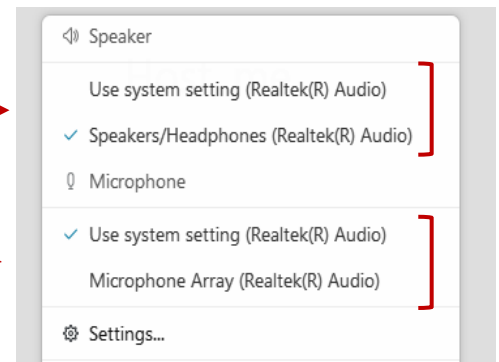 Speaker
Use system setting (Realtek(R) Audio)
Speakers/Headphones (Realtek(R) Audio)
Microphone
Use system setting (Realtek(R) Audio)
Microphone Array (Realtek(R) Audio)
Settings...